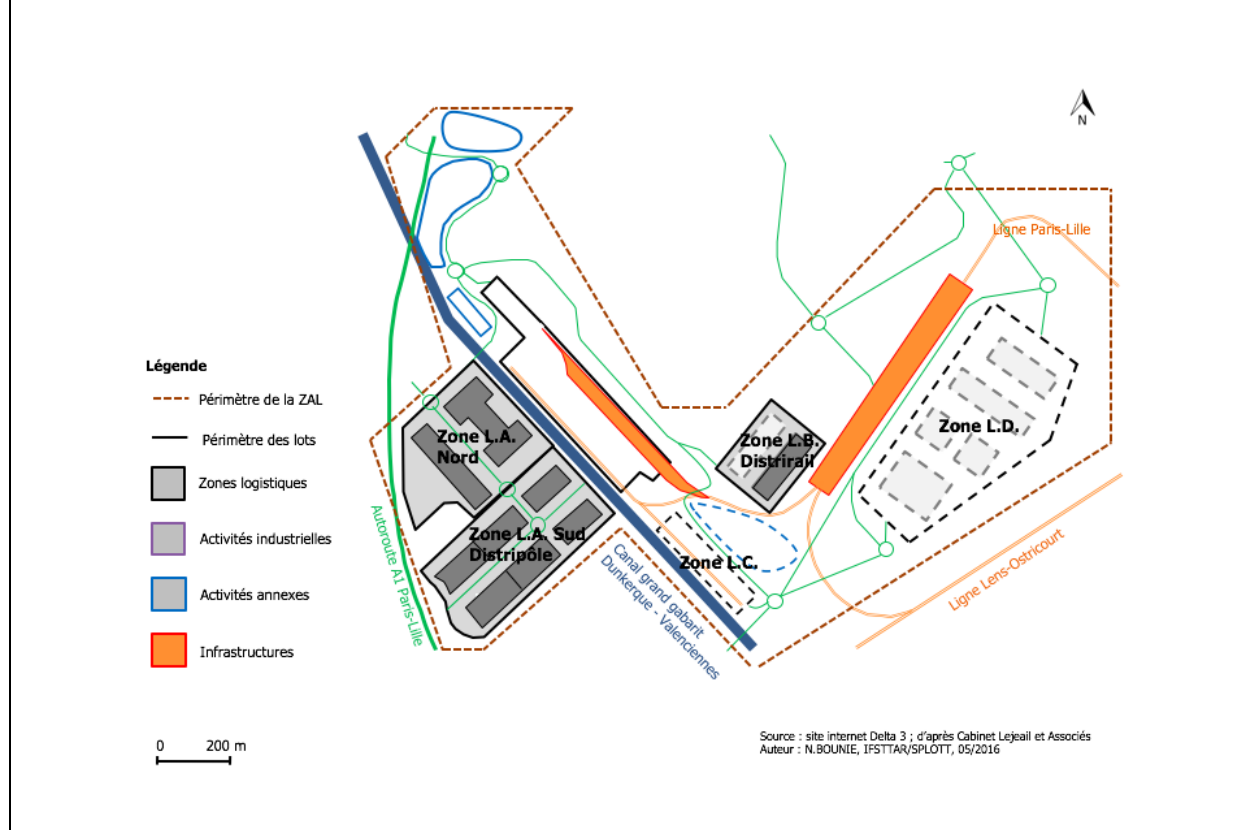 N
Ligne Paris-Lille
Légende
Périmètre de la ZAL
Périmètre des lots
Zones logistiques
Activités industrielles
Activités annexes
Infrastructures
Zone L.A.
Nord
Zone L.A. Sud
Distripôle
Zone L.B.
Distrirail
Zone L.C.
Zone L.D.
Autoroute A1 Paris-Lille
Canal grand gabarit
Dunkerque - Valenciennes
Ligne Lens-Ostricourt
0 200 m
Source : site internet Delta 3 ; d'après Cabinet Lejeail et Associés
Auteur : N.BOUNIE, IFSTTAR/SPLOTT, 05/2016